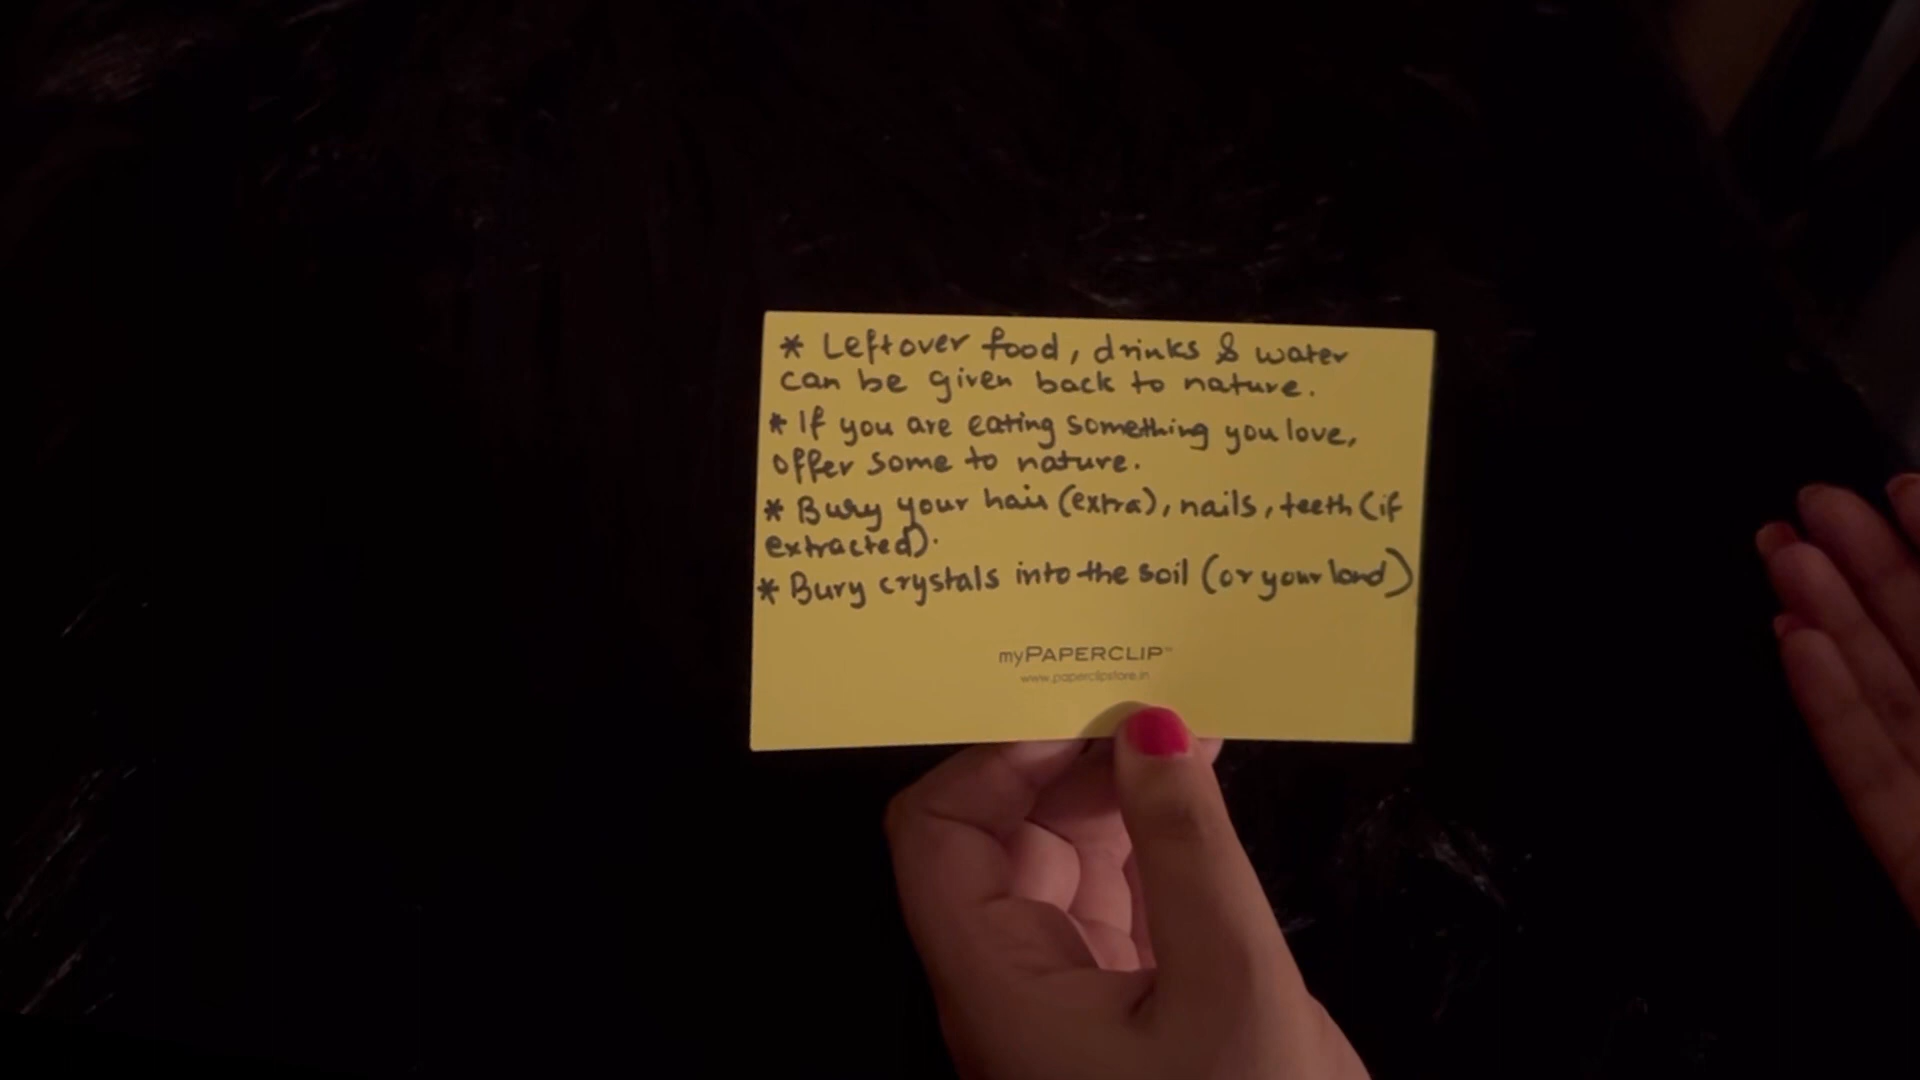 * Leftover food, drinks & water
can be given back to nature.
* If you are eating something you love,
offer some to nature.
* Bury your hair (extra), nails, teeth (if
extracted).
* Bury crystals into the soil (or your land)
myPAPERCLIP™
www.paperclipstore.in